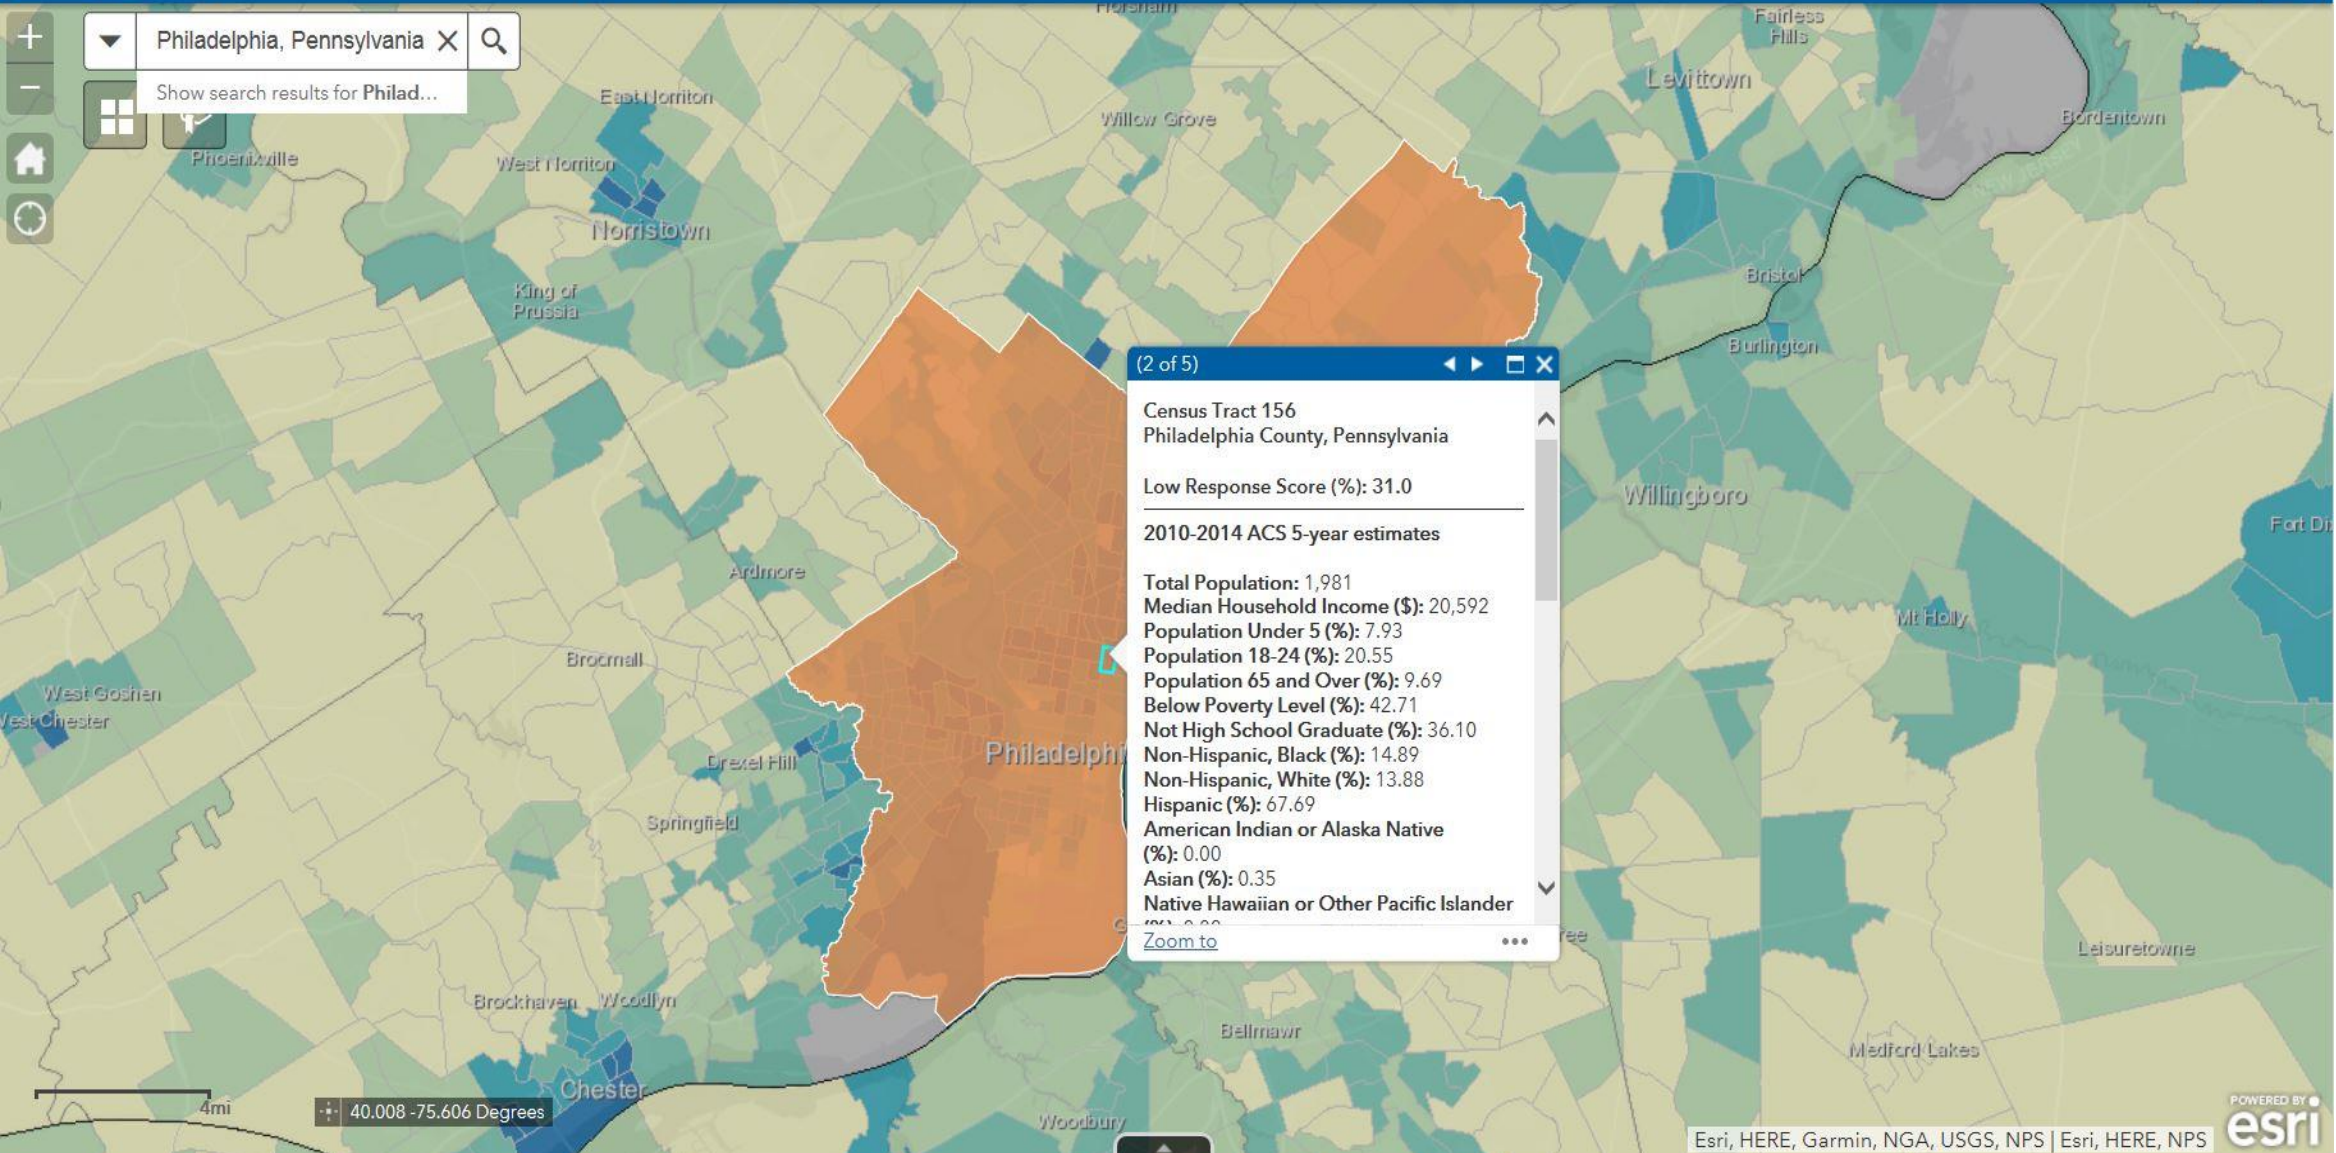 Horsham
Fairless
Hills
+
Philadelphia, Pennsylvania
Levittown
−
Show search results for Philad...
East Norriton
Willow Grove
Bordentown
Phoenixville
West Norriton
NEW JERSEY
Norristown
Bristol
King of
Prussia
Burlington
(2 of 5)
Census Tract 156
Philadelphia County, Pennsylvania
Low Response Score (%): 31.0
2010-2014 ACS 5-year estimates
Total Population: 1,981
Median Household Income ($): 20,592
Population Under 5 (%): 7.93
Population 18-24 (%): 20.55
Population 65 and Over (%): 9.69
Below Poverty Level (%): 42.71
Not High School Graduate (%): 36.10
Non-Hispanic, Black (%): 14.89
Non-Hispanic, White (%): 13.88
Hispanic (%): 67.69
American Indian or Alaska Native
(%): 0.00
Asian (%): 0.35
Native Hawaiian or Other Pacific Islander
Zoom to
...
Willingboro
Fort Di
Ardmore
Mt Holly
Broomall
West Goshen
West Chester
Drexel Hill
Philadelphi
Springfield
Leisuretowne
Brookhaven
Woodlyn
Bellmawr
Medford Lakes
Chester
4mi
40.008 -75.606 Degrees
Woodbury
POWERED BY
esri
Esri, HERE, Garmin, NGA, USGS, NPS | Esri, HERE, NPS